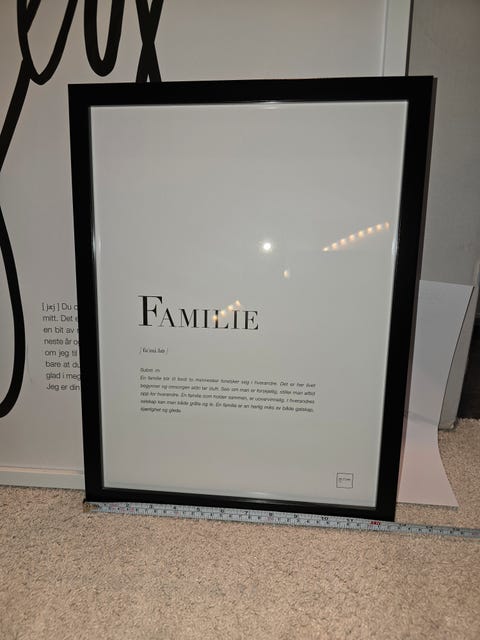 [jæj] Du
mitt. Det e
en bit av
neste år o
om jeg til
bare at du
glad i meg
Jeg er din
FAMILIE
Subst. m
En familie blir til fordi to mennesker forelsker seg i hverandre. Det er her livet
begynner og omsorgen aldri tar slutt. Selv om man er forskjellig, stiller man alltid
opp for hverandre. En familie som holder sammen, er uovervinnelig. I hverandres
selskap kan man både gråte og le. En familie er en herlig miks av både galskap,
kjærlighet og glede.